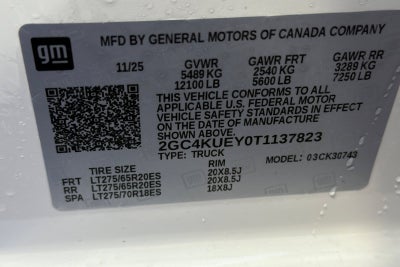 gm
MFD BY GENERAL MOTORS OF CANADA COMPANY
11/25 GVWR GAWR FRT GAWR RR
5489 KG 2540 KG 3289 KG
12100 LB 5600 LB 7250 LB
THIS VEHICLE CONFORMS TO ALL
APPLICABLE U.S. FEDERAL MOTOR
VEHICLE SAFETY STANDARDS IN EFFECT
ON THE DATE OF MANUFACTURE
SHOWN ABOVE.
2GC4KUEY0T1137823
TYPE: TRUCK MODEL: 03CK30743
TIRE SIZE RIM
FRT LT275/65R20ES 20X8.5J
RR LT275/65R20ES 20X8.5J
SPA LT275/70R18ES 18X8J